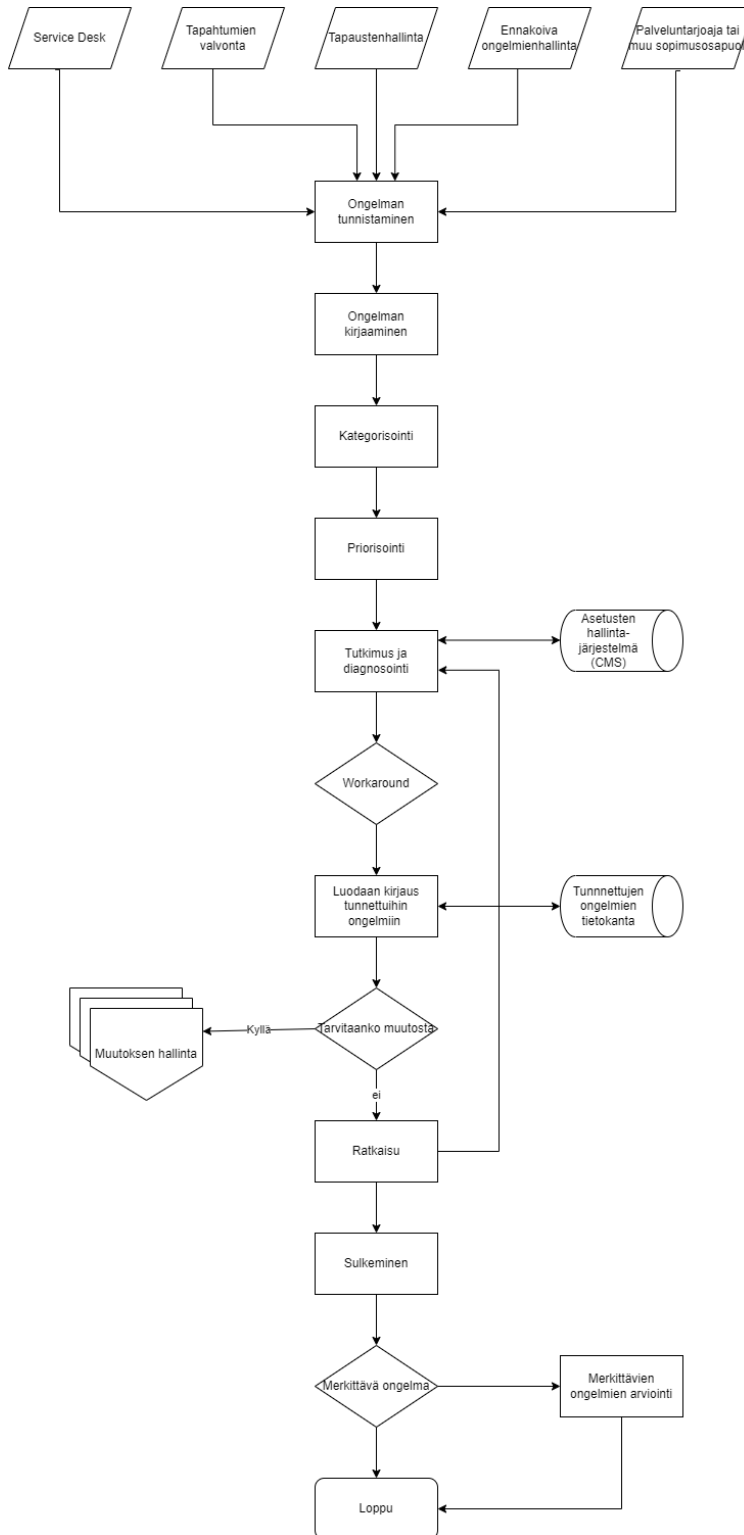 Service Desk
Tapahtumien
valvonta
Tapaustenhallinta
Ennakoiva
ongelmienhallinta
Palveluntarjoaja tai
muu sopimusosapuoli
Ongelman
tunnistaminen
Ongelman
kirjaaminen
Kategorisointi
Priorisointi
Tutkimus ja
diagnosointi
Asetusten
hallinta-
järjestelmä
(CMS)
Workaround
Luodaan kirjaus
tunnettuihin
ongelmiin
Tunnnettujen
ongelmien
tietokanta
Tarvitaanko muutosta
Kyllä
Muutoksen hallinta
ei
Ratkaisu
Sulkeminen
Merkittävä ongelma
Merkittävien
ongelmien arviointi
Loppu